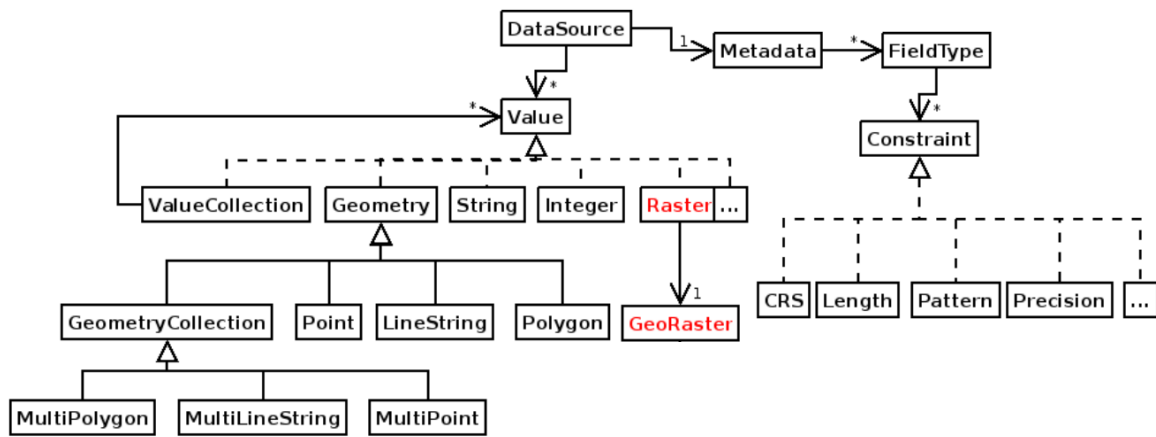 DataSource
1
Metadata
*
FieldType
*
*
*
Value
Constraint
ValueCollection
Geometry
String
Integer
Raster
...
1
CRS
Length
Pattern
Precision
...
GeometryCollection
Point
LineString
Polygon
GeoRaster
MultiPolygon
MultiLineString
MultiPoint